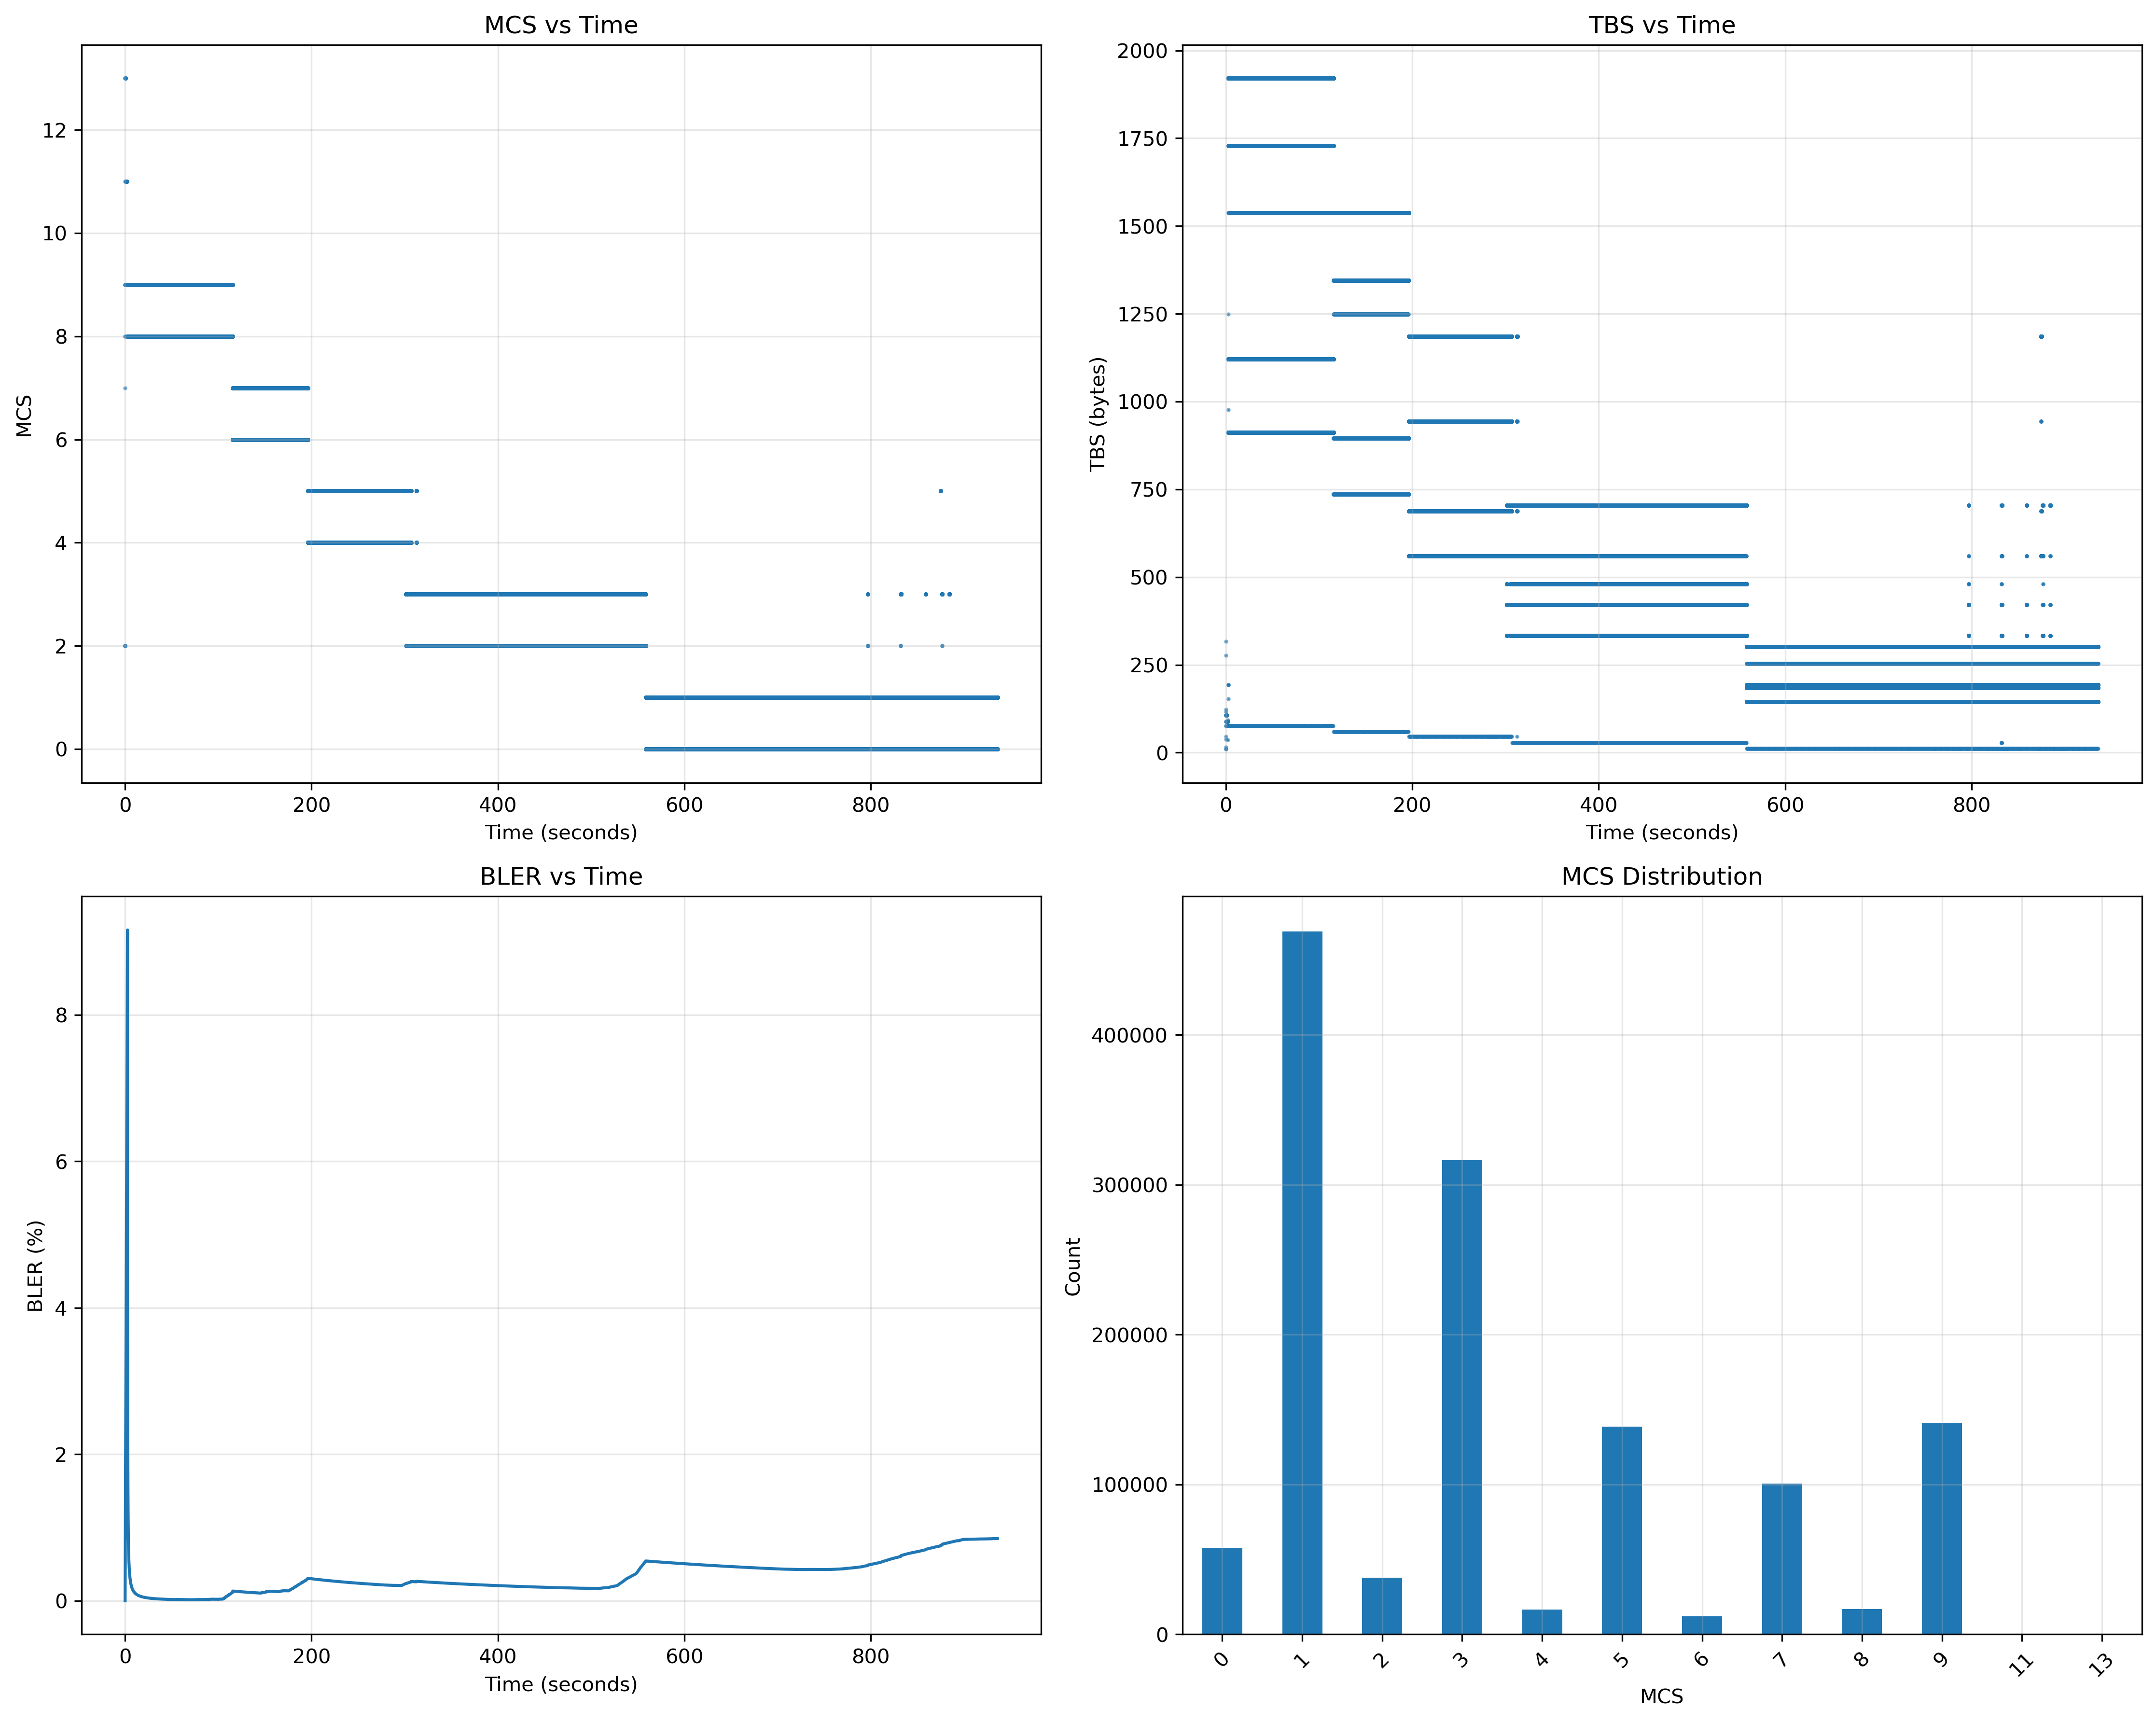 MCS vs Time
MCS
12
10
8
6
4
2
0
0 200 400 600 800
Time (seconds)
TBS vs Time
TBS (bytes)
2000
1750
1500
1250
1000
750
500
250
0
0 200 400 600 800
Time (seconds)
BLER vs Time
BLER (%)
8
6
4
2
0
0 200 400 600 800
Time (seconds)
MCS Distribution
Count
400000
300000
200000
100000
0
0 1 2 3 4 5 6 7 8 9 11 13
MCS